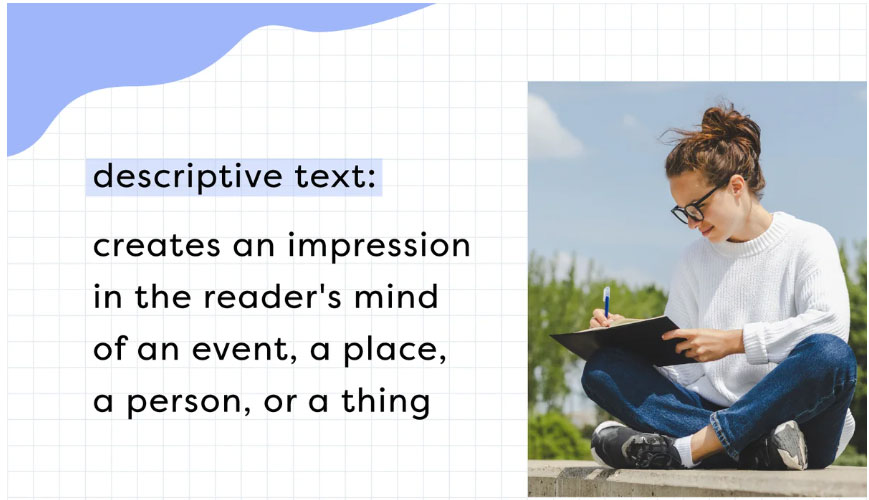 descriptive text:
creates an impression
in the reader's mind
of an event, a place,
a person, or a thing